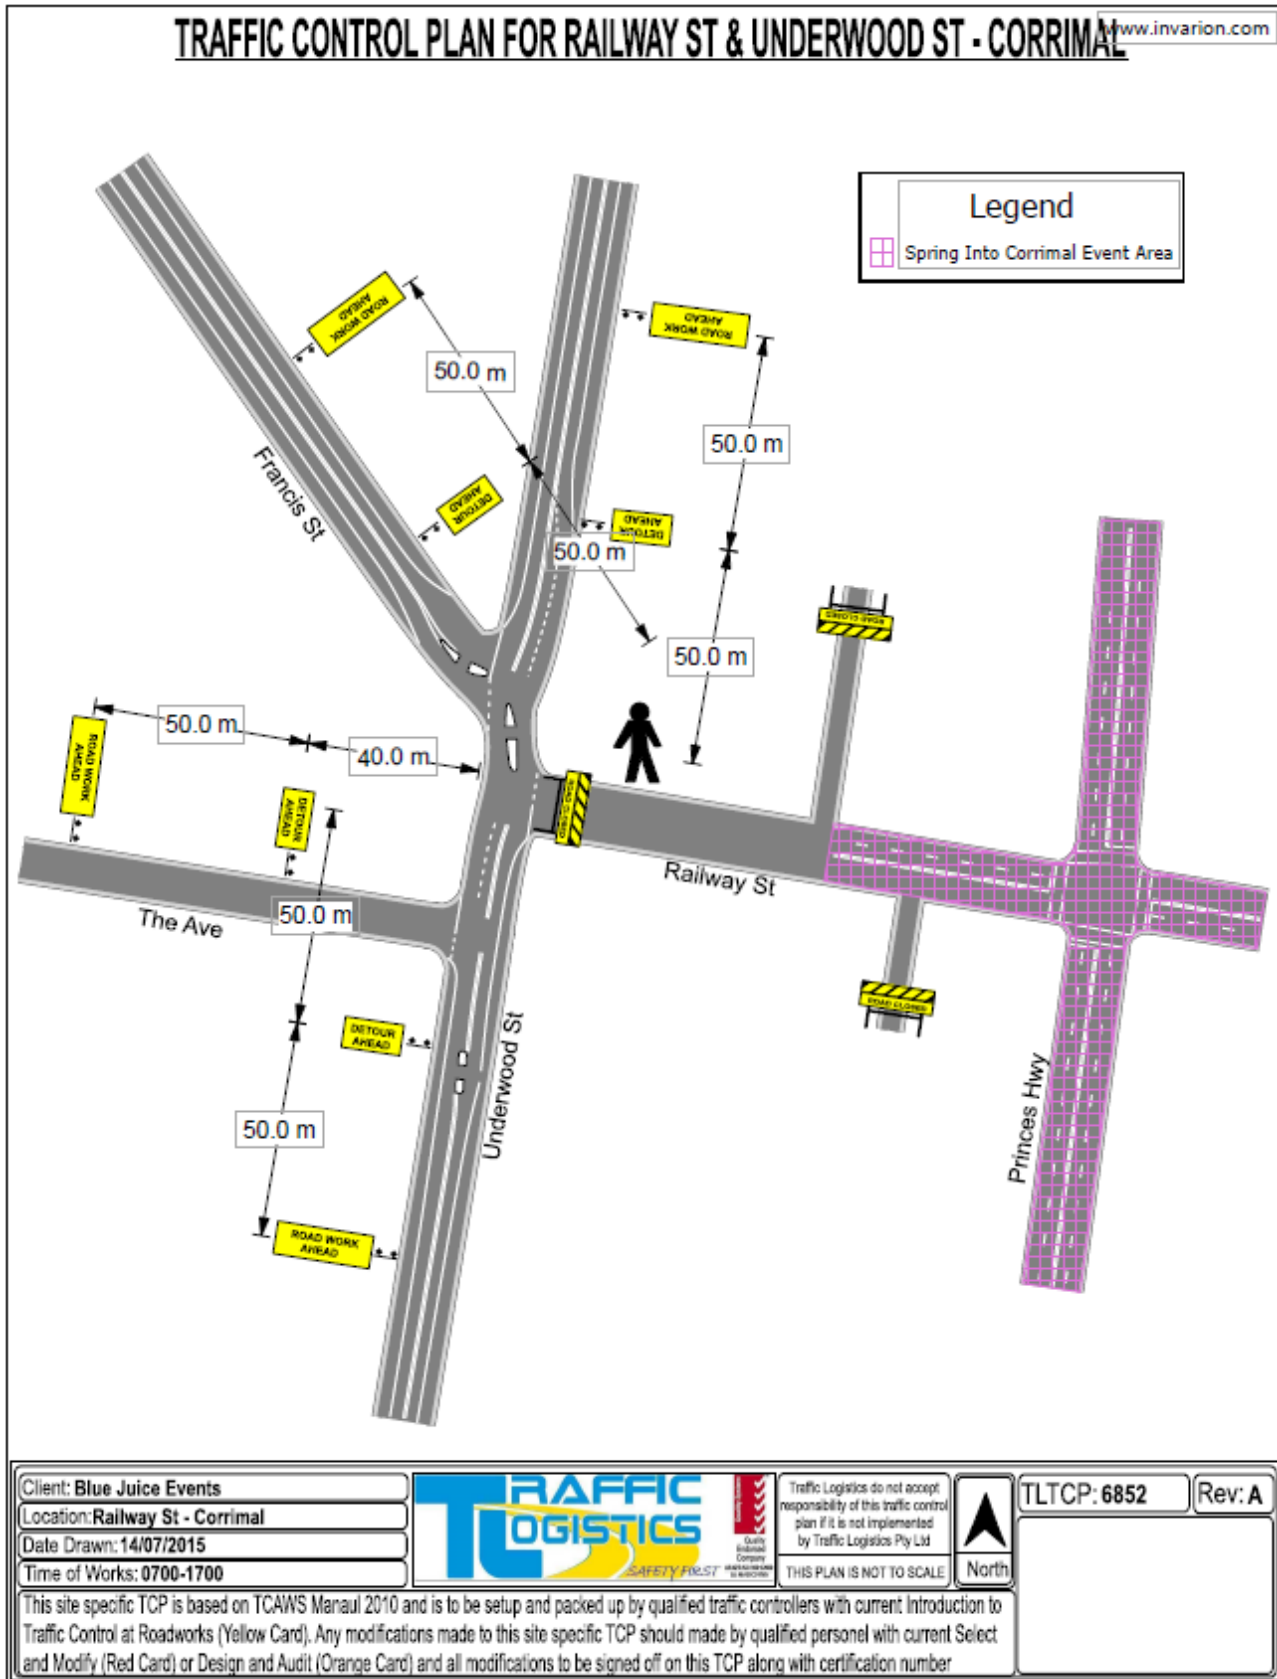 TRAFFIC CONTROL PLAN FOR RAILWAY ST & UNDERWOOD ST - CORRIMAL
www.invarion.com
Legend
Spring Into Corrimal Event Area
ROAD WORK
AHEAD
50.0 m
ROAD WORK
AHEAD
50.0 m
Francis St
DETOUR
AHEAD
DETOUR
AHEAD
50.0 m
50.0 m
ROAD CLOSED
50.0 m
40.0 m
ROAD WORK
AHEAD
DETOUR
AHEAD
ROAD CLOSED
Railway St
The Ave
50.0 m
ROAD CLOSED
DETOUR
AHEAD
Underwood St
Princes Hwy
50.0 m
ROAD WORK
AHEAD
Client: Blue Juice Events
Location: Railway St - Corrimal
Date Drawn: 14/07/2015
Time of Works: 0700-1700
TRAFFIC
LOGISTICS
SAFETY FIRST
Quality
Endorsed
Company
Traffic Logistics do not accept
responsibility of this traffic control
plan if it is not implemented
by Traffic Logistics Pty Ltd
THIS PLAN IS NOT TO SCALE
North
TLTCP: 6852
Rev: A
This site specific TCP is based on TCAWS Manaul 2010 and is to be setup and packed up by qualified traffic controllers with current Introduction to
Traffic Control at Roadworks (Yellow Card). Any modifications made to this site specific TCP should made by qualified personel with current Select
and Modify (Red Card) or Design and Audit (Orange Card) and all modifications to be signed off on this TCP along with certification number